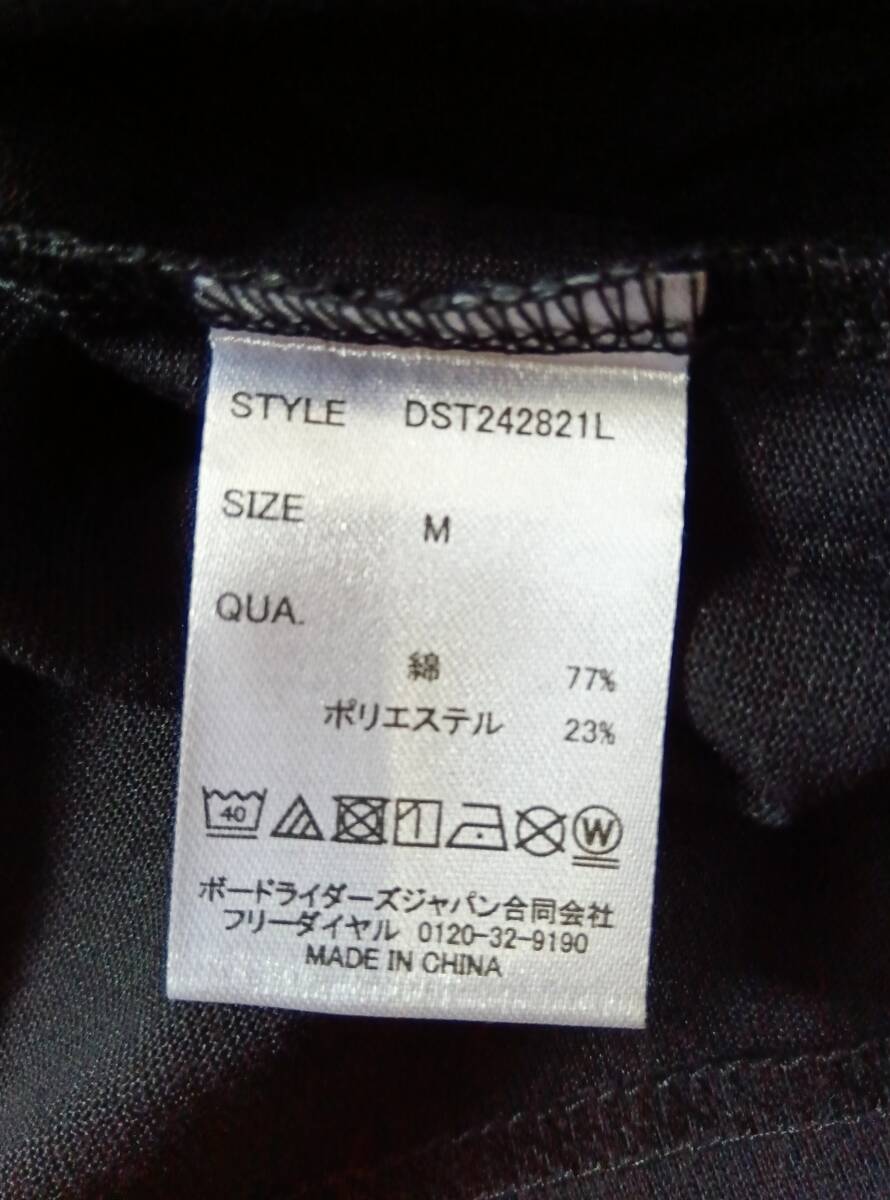 STYLE DST242821L
SIZE M
QUA.
綿 77%
ポリエステル 23%
40 W
ボードライダーズジャパン合同会社
フリーダイヤル 0120-32-9190
MADE IN CHINA